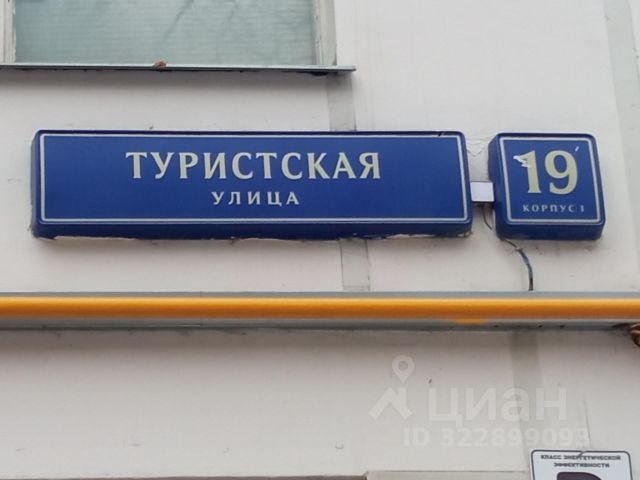 ТУРИСТСКАЯ
УЛИЦА
19
КОРПУС 1
циан
ID 322899093
КЛАСС ЭНЕРГЕТИЧЕСКОЙ
ЭФФЕКТИВНОСТИ